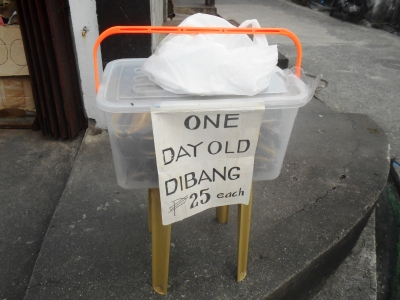 ONE
DAY OLD
DIBANG
₱25 each